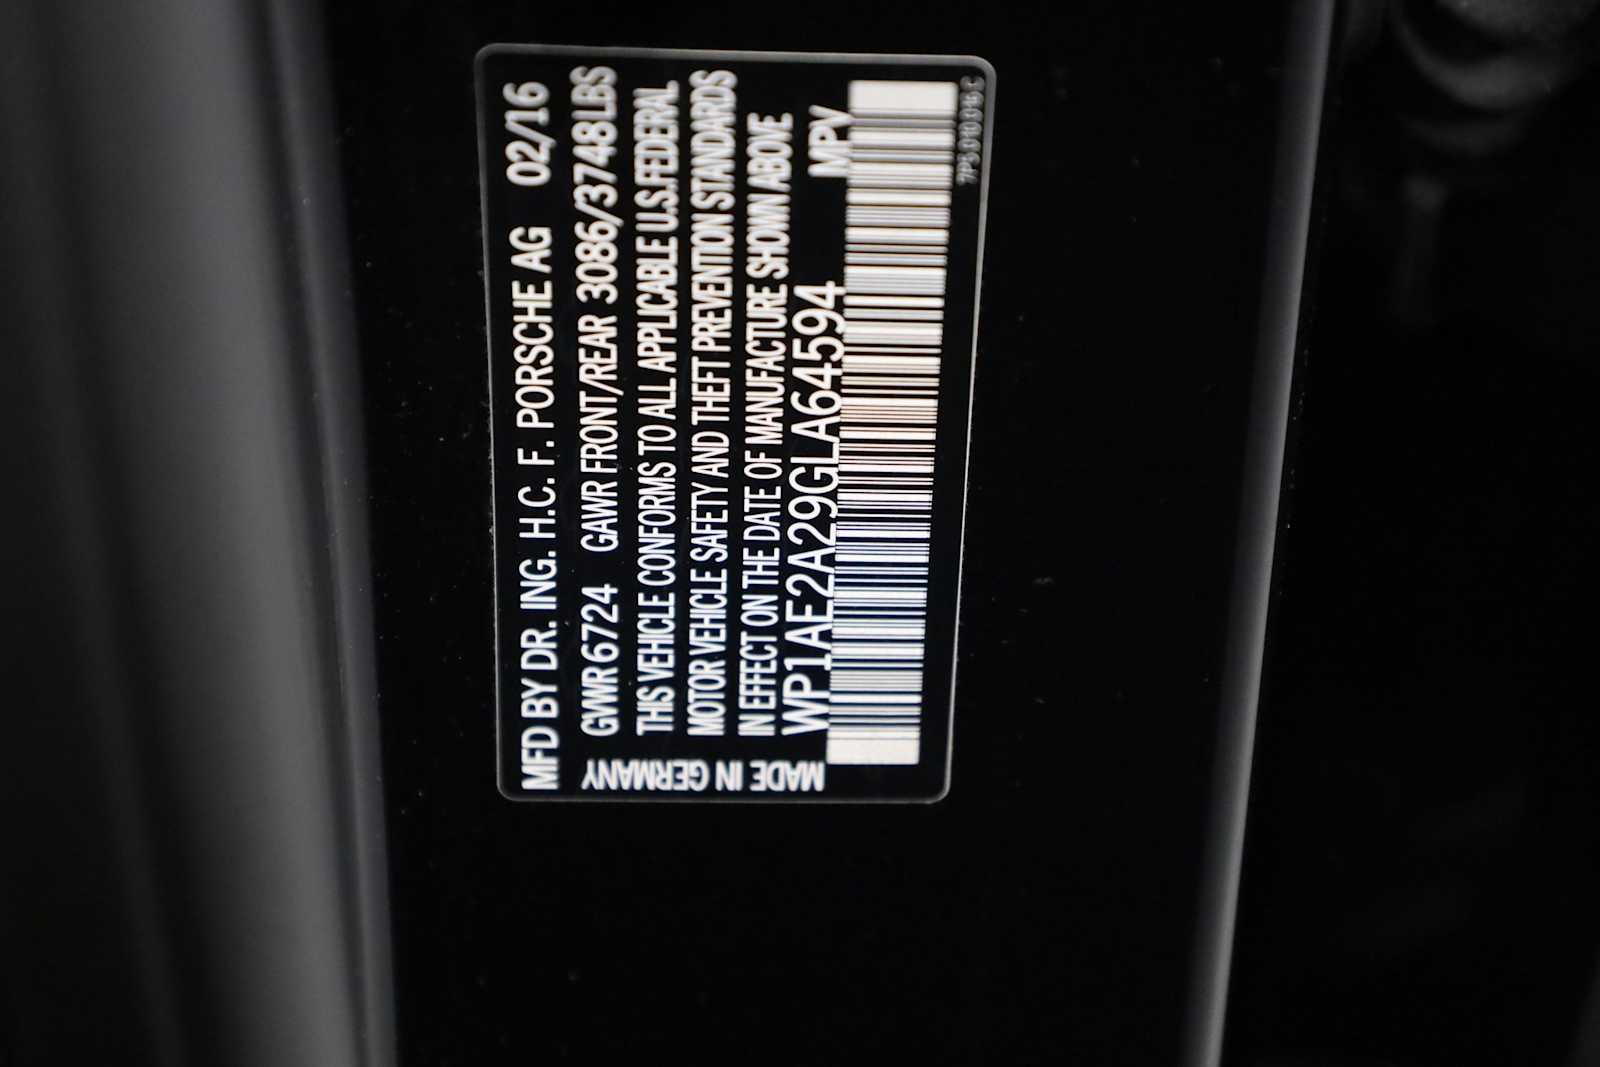 MFD BY DR. ING. H.C. F. PORSCHE AG 02/16
GWWR 6724 GAWR FRONT/REAR 3086/3748LBS
THIS VEHICLE CONFORMS TO ALL APPLICABLE U.S.FEDERAL
MOTOR VEHICLE SAFETY AND THEFT PREVENTION STANDARDS
IN EFFECT ON THE DATE OF MANUFACTURE SHOWN ABOVE
WP1AE2A29GLA64594 MPV
MADE IN GERMANY